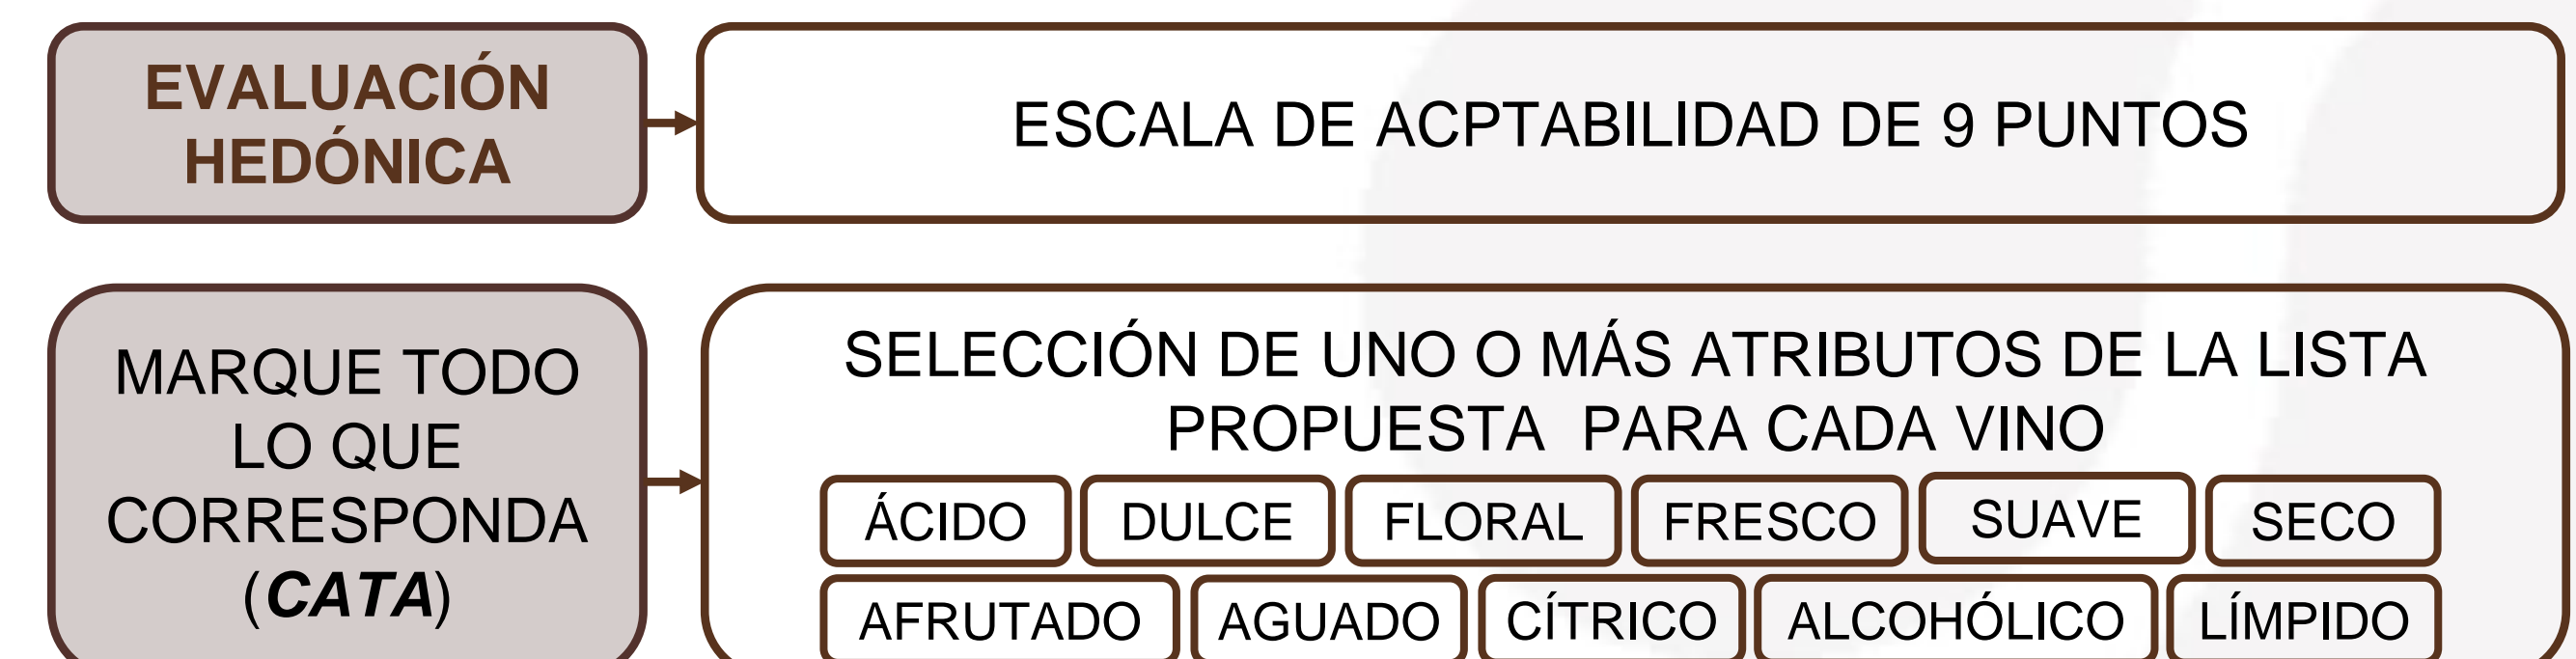 EVALUACIÓN
HEDÓNICA
ESCALA DE ACPTABILIDAD DE 9 PUNTOS
MARQUE TODO
LO QUE
CORRESPONDA
(CATA)
SELECCIÓN DE UNO O MÁS ATRIBUTOS DE LA LISTA
PROPUESTA PARA CADA VINO
ÁCIDO DULCE FLORAL FRESCO SUAVE SECO
AFRUTADO AGUADO CÍTRICO ALCOHÓLICO LÍMPIDO